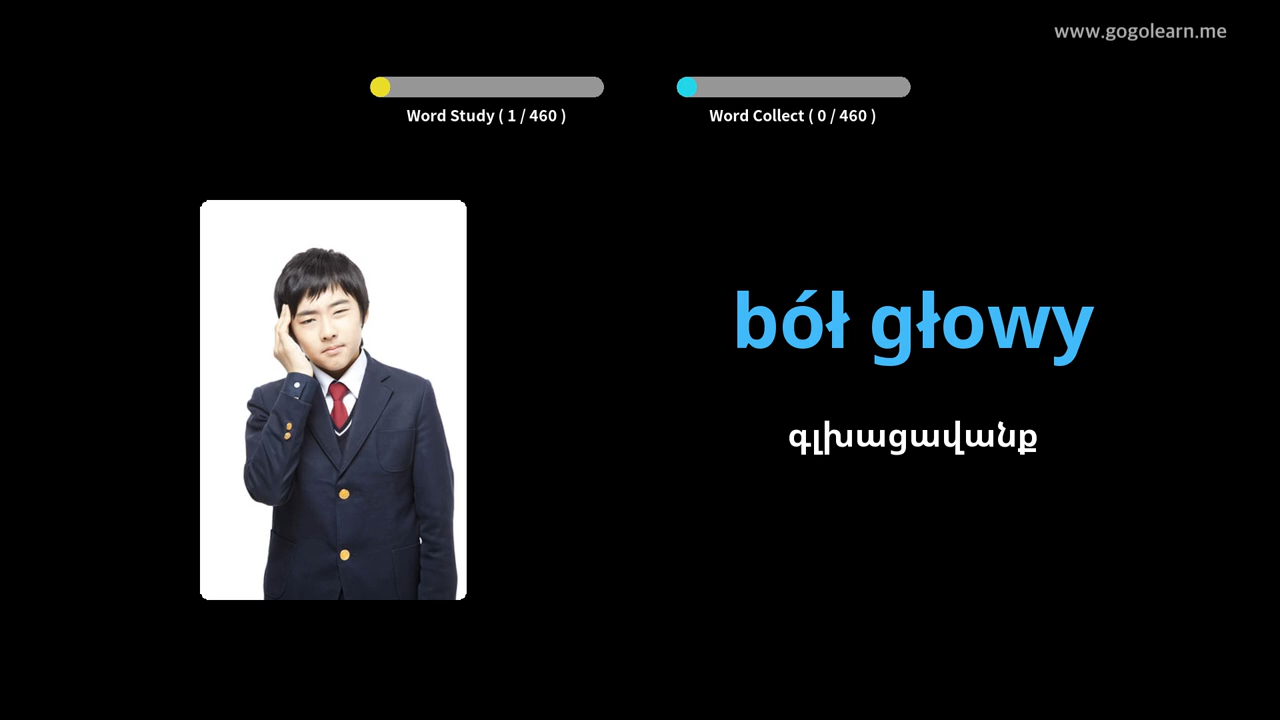 www.gogolearn.me
Word Study ( 1 / 460 )
Word Collect ( 0 / 460 )
ból głowy
գլխացավանք